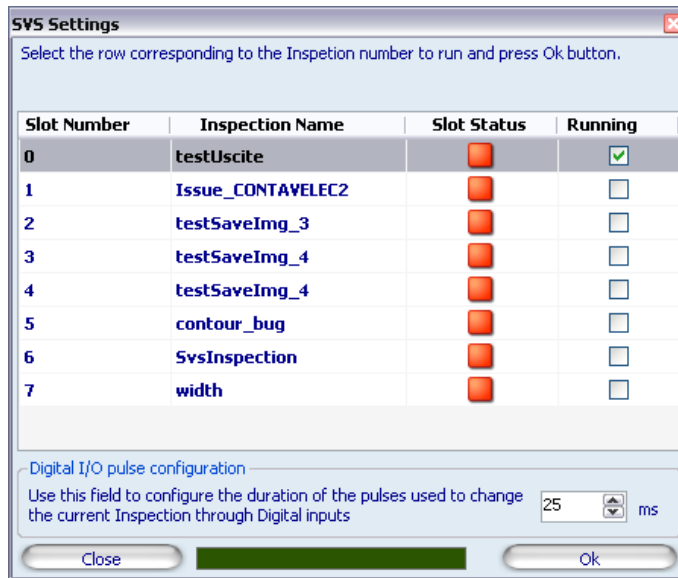 SVS Settings
Select the row corresponding to the Inspetion number to run and press Ok button.
Slot Number Inspection Name Slot Status Running
0 testUscite
1 Issue_CONTAVELEC2
2 testSaveImg_3
3 testSaveImg_4
4 testSaveImg_4
5 contour_bug
6 SvsInspection
7 width
Digital I/O pulse configuration
Use this field to configure the duration of the pulses used to change
the current Inspection through Digital inputs
25 ms
Close Ok